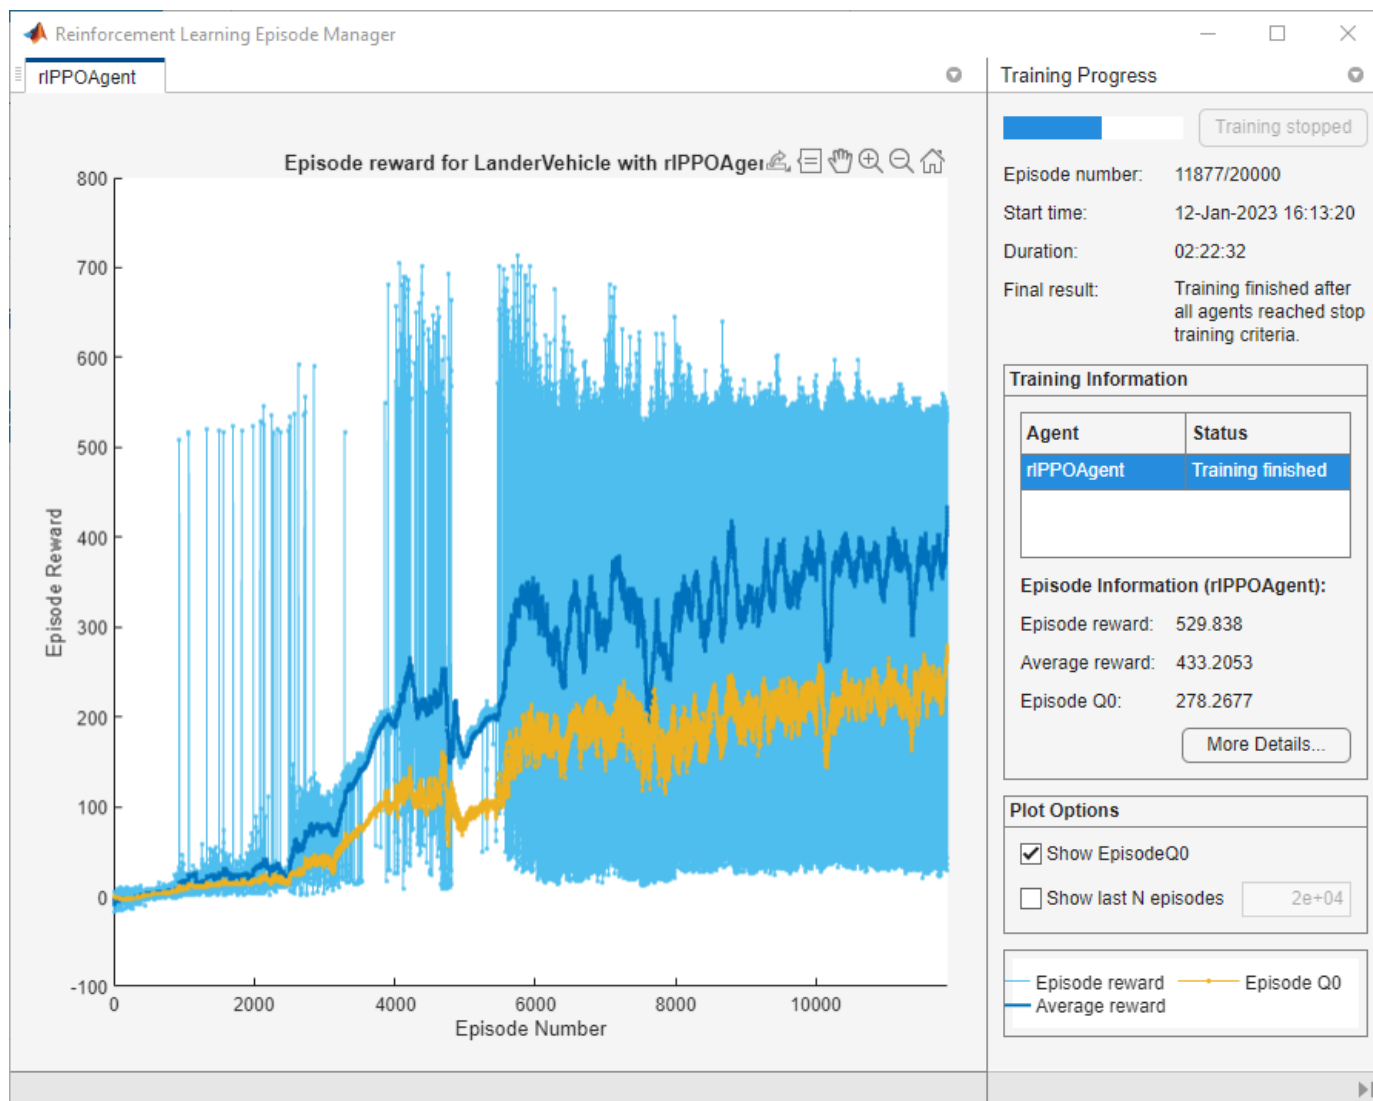 Reinforcement Learning Episode Manager
rlPPOAgent
Episode reward for LanderVehicle with rlPPOAger
800
700
600
500
400
300
200
100
0
-100
Episode Reward
0 2000 4000 6000 8000 10000
Episode Number
Training Progress
Training stopped
Episode number: 11877/20000
Start time: 12-Jan-2023 16:13:20
Duration: 02:22:32
Final result: Training finished after
all agents reached stop
training criteria.
Training Information
Agent Status
rlPPOAgent Training finished
Episode Information (rlPPOAgent):
Episode reward: 529.838
Average reward: 433.2053
Episode Q0: 278.2677
More Details...
Plot Options
Show EpisodeQ0
Show last N episodes 2e+04
Episode reward Episode Q0
Average reward